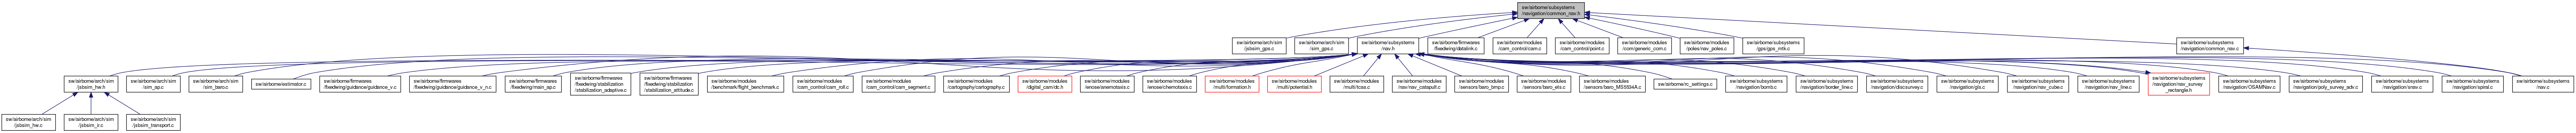 sw/airborne/subsystems
/navigation/common_nav.h
sw/airborne/arch/sim
/jsbsim_gps.c
sw/airborne/arch/sim
/sim_gps.c
sw/airborne/subsystems
/nav.h
sw/airborne/firmwares
/fixedwing/datalink.c
sw/airborne/modules
/cam_control/cam.c
sw/airborne/modules
/cam_control/point.c
sw/airborne/modules
/com/generic_com.c
sw/airborne/modules
/poles/nav_poles.c
sw/airborne/subsystems
/gps/gps_mtk.c
sw/airborne/subsystems
/navigation/common_nav.c
sw/airborne/arch/sim
/jsbsim_hw.h
sw/airborne/arch/sim
/sim_ap.c
sw/airborne/arch/sim
/sim_baro.c
sw/airborne/estimator.c
sw/airborne/firmwares
/fixedwing/guidance/guidance_v.c
sw/airborne/firmwares
/fixedwing/guidance/guidance_v_n.c
sw/airborne/firmwares
/fixedwing/main_ap.c
sw/airborne/firmwares
/fixedwing/stabilization
/stabilization_adaptive.c
sw/airborne/firmwares
/fixedwing/stabilization
/stabilization_attitude.c
sw/airborne/modules
/benchmark/flight_benchmark.c
sw/airborne/modules
/cam_control/cam_roll.c
sw/airborne/modules
/cam_control/cam_segment.c
sw/airborne/modules
/cartography/cartography.c
sw/airborne/modules
/digital_cam/dc.h
sw/airborne/modules
/enose/anemotaxis.c
sw/airborne/modules
/enose/chemotaxis.c
sw/airborne/modules
/multi/formation.h
sw/airborne/modules
/multi/potential.h
sw/airborne/modules
/multi/tcas.c
sw/airborne/modules
/nav/nav_catapult.c
sw/airborne/modules
/sensors/baro_bmp.c
sw/airborne/modules
/sensors/baro_ets.c
sw/airborne/modules
/sensors/baro_MS5534A.c
sw/airborne/rc_settings.c
sw/airborne/subsystems
/navigation/bomb.c
sw/airborne/subsystems
/navigation/border_line.c
sw/airborne/subsystems
/navigation/discsurvey.c
sw/airborne/subsystems
/navigation/gls.c
sw/airborne/subsystems
/navigation/nav_cube.c
sw/airborne/subsystems
/navigation/nav_line.c
sw/airborne/subsystems
/navigation/nav_survey
_rectangle.h
sw/airborne/subsystems
/navigation/OSAMNav.c
sw/airborne/subsystems
/navigation/poly_survey_adv.c
sw/airborne/subsystems
/navigation/snav.c
sw/airborne/subsystems
/navigation/spiral.c
sw/airborne/subsystems
/nav.c
sw/airborne/arch/sim
/jsbsim_hw.c
sw/airborne/arch/sim
/jsbsim_ir.c
sw/airborne/arch/sim
/jsbsim_transport.c